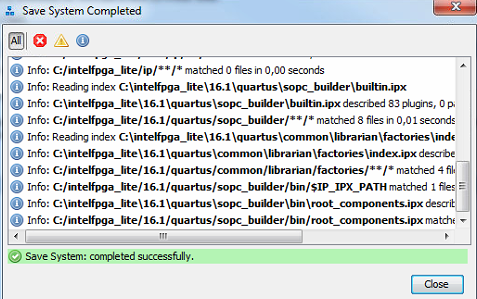 Save System Completed
All
Info: C:/intelfpga_lite/ip/**/* matched 0 files in 0,00 seconds
Info: Reading index C:\intelfpga_lite\16.1\quartus\sopc_builder\builtin.ipx
Info: C:\intelfpga_lite\16.1\quartus\sopc_builder\builtin.ipx described 83 plugins, 0 pa
Info: C:/intelfpga_lite/16.1/quartus/sopc_builder/**/* matched 8 files in 0,01 seconds
Info: Reading index C:\intelfpga_lite\16.1\quartus\common\librarian\factories\inde
Info: C:\intelfpga_lite\16.1\quartus\common\librarian\factories\index.ipx describe
Info: C:/intelfpga_lite/16.1/quartus/common/librarian/factories/**/* matched 4 fil
Info: C:/intelfpga_lite/16.1/quartus/sopc_builder/bin/$IP_IPX_PATH matched 1 files
Info: C:\intelfpga_lite\16.1\quartus\sopc_builder\bin\root_components.ipx describ
Info: C:/intelfpga_lite/16.1/quartus/sopc_builder/bin/root_components.ipx matche
Save System: completed successfully.
Close